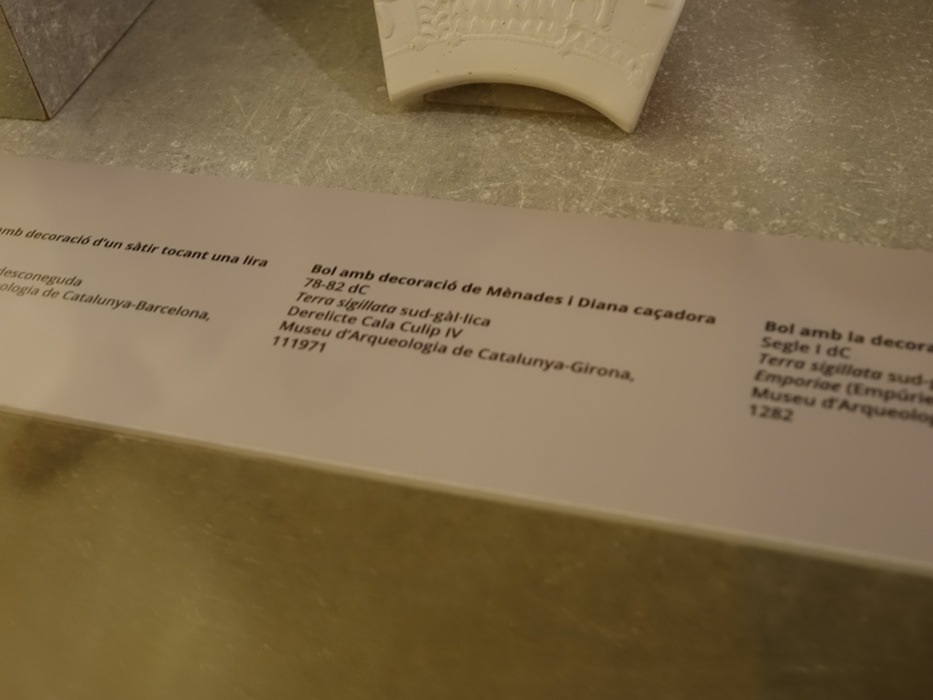 amb decoració d'un sàtir tocant una lira
desconeguda
ologia de Catalunya-Barcelona,
Bol amb decoració de Mènades i Diana caçadora
78-82 dC
Terra sigillata sud-gàl·lica
Derelicte Cala Culip IV
Museu d'Arqueologia de Catalunya-Girona,
111971
Bol amb la decora
Segle I dC
Terra sigillata sud-g
Emporiae (Empúrie
Museu d'Arqueolog
1282